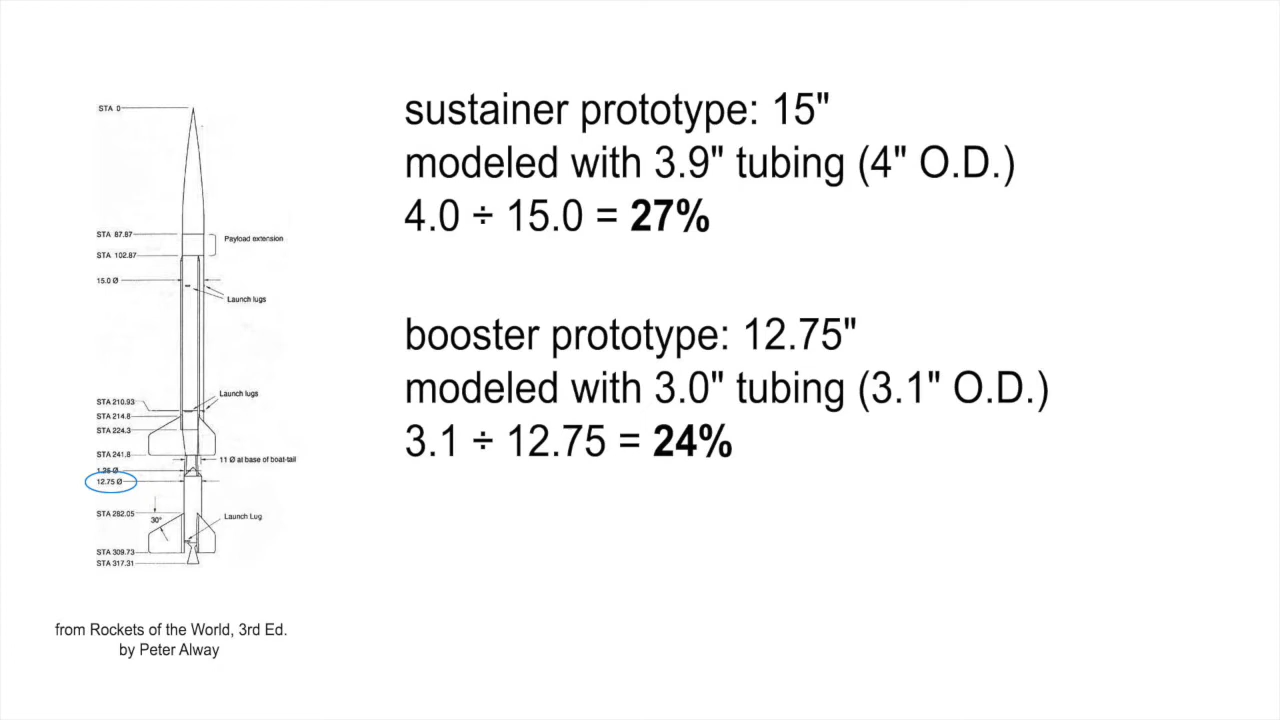 STA 0
STA 87.87
Payload extension
STA 102.87
15.0 Ø
Launch lugs
Launch lugs
STA 210.93
STA 214.8
STA 224.3
STA 241.8
11 Ø at base of boat-tail
1.25 Ø
12.75 Ø
STA 282.05
30°
Launch Lug
STA 309.73
STA 317.31
from Rockets of the World, 3rd Ed.
by Peter Alway
sustainer prototype: 15"
modeled with 3.9" tubing (4" O.D.)
4.0 ÷ 15.0 = 27%
booster prototype: 12.75"
modeled with 3.0" tubing (3.1" O.D.)
3.1 ÷ 12.75 = 24%